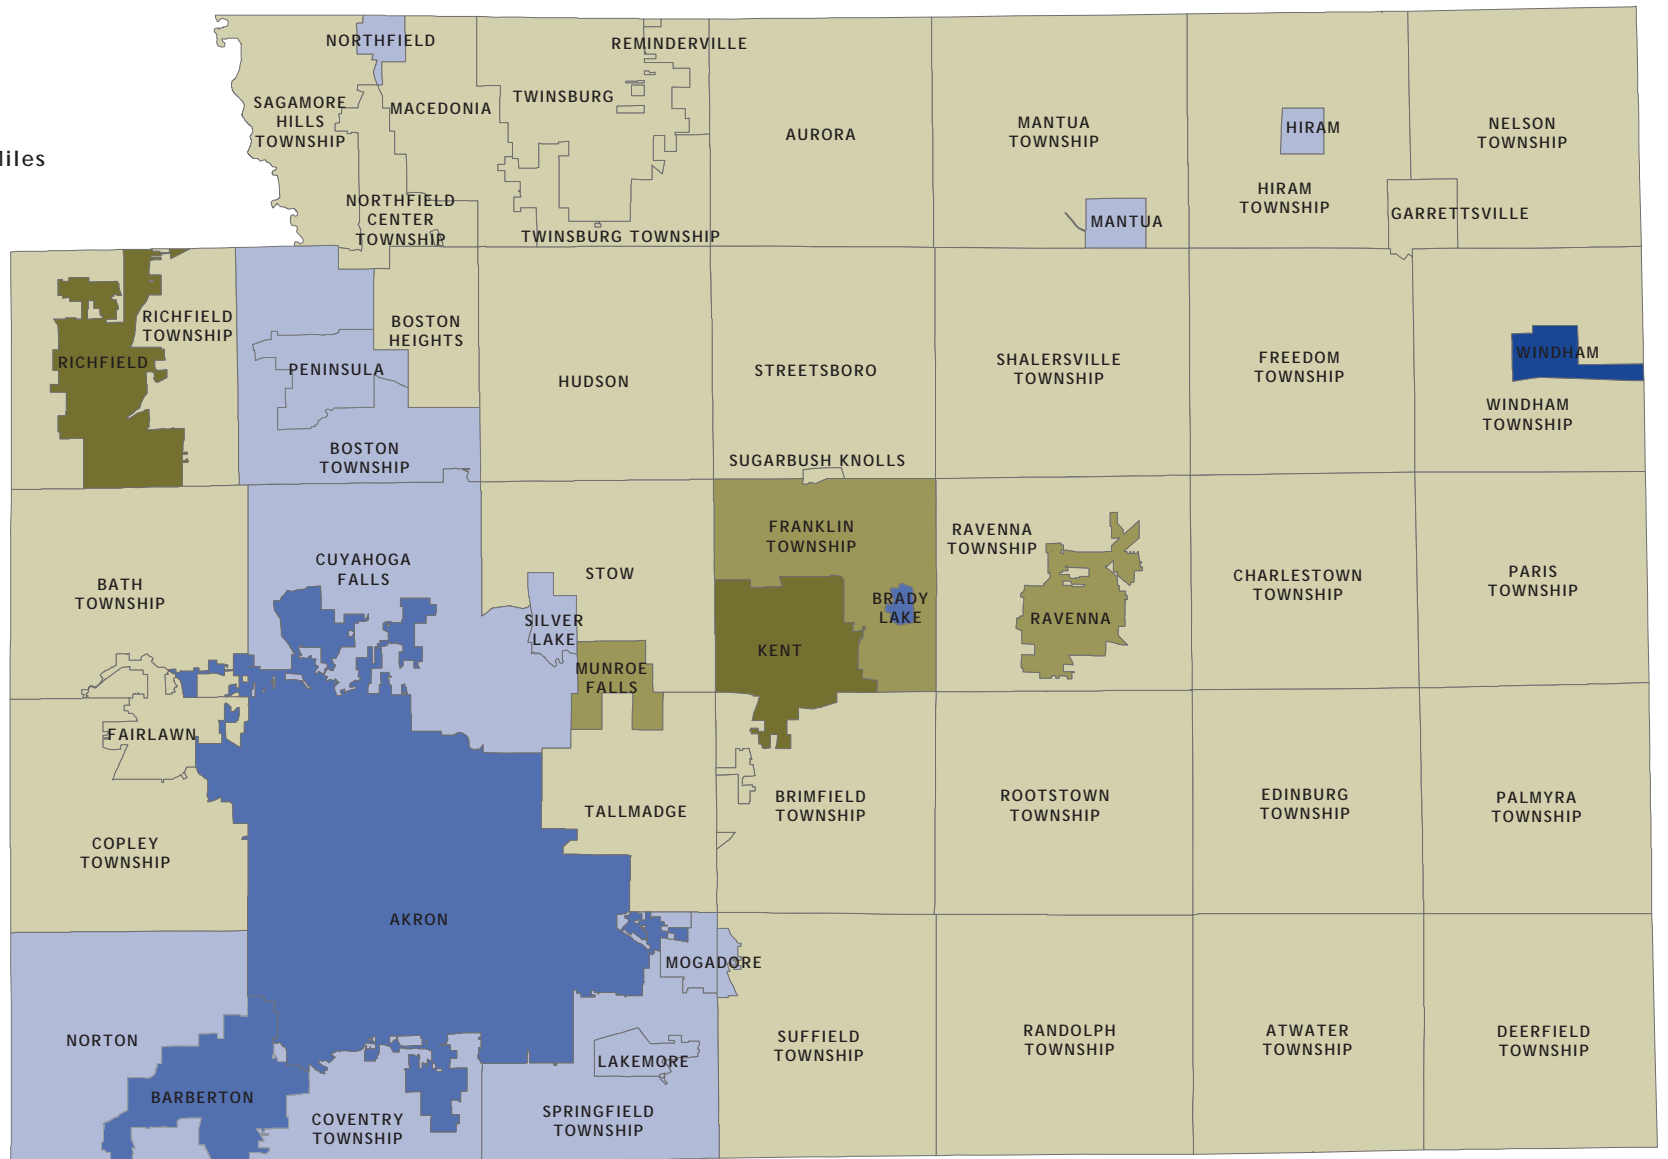 NORTHFIELD
REMINDERVILLE
SAGAMORE
HILLS
TOWNSHIP
MACEDONIA
TWINSBURG
AURORA
MANTUA
TOWNSHIP
HIRAM
NELSON
TOWNSHIP
HIRAM
TOWNSHIP
NORTHFIELD
CENTER
TOWNSHIP
TWINSBURG TOWNSHIP
MANTUA
GARRETTSVILLE
RICHFIELD
TOWNSHIP
RICHFIELD
BOSTON
HEIGHTS
PENINSULA
HUDSON
STREETSBORO
SHALERSVILLE
TOWNSHIP
FREEDOM
TOWNSHIP
WINDHAM
WINDHAM
TOWNSHIP
BOSTON
TOWNSHIP
SUGARBUSH KNOLLS
BATH
TOWNSHIP
CUYAHOGA
FALLS
STOW
SILVER
LAKE
MUNROE
FALLS
FRANKLIN
TOWNSHIP
BRADY
LAKE
KENT
RAVENNA
TOWNSHIP
RAVENNA
CHARLESTOWN
TOWNSHIP
PARIS
TOWNSHIP
FAIRLAWN
COPLEY
TOWNSHIP
TALLMADGE
BRIMFIELD
TOWNSHIP
ROOTSTOWN
TOWNSHIP
EDINBURG
TOWNSHIP
PALMYRA
TOWNSHIP
AKRON
MOGADORE
NORTON
BARBERTON
COVENTRY
TOWNSHIP
LAKEMORE
SPRINGFIELD
TOWNSHIP
SUFFIELD
TOWNSHIP
RANDOLPH
TOWNSHIP
ATWATER
TOWNSHIP
DEERFIELD
TOWNSHIP